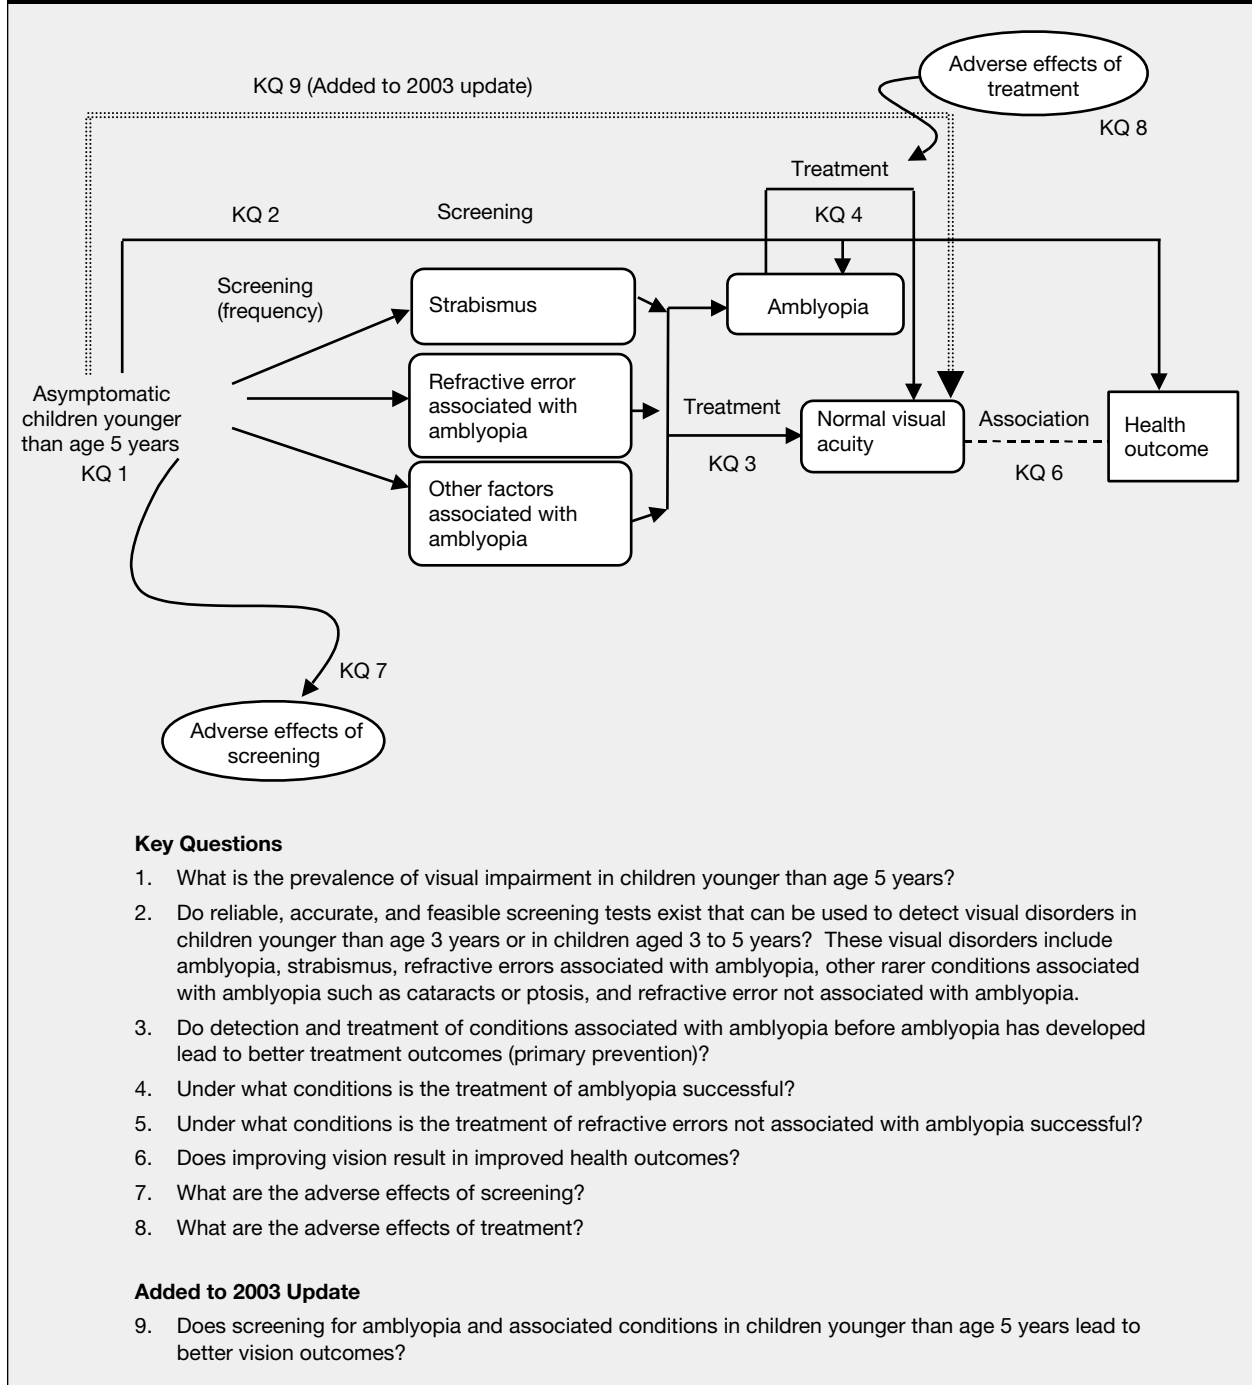 Adverse effects of
treatment
KQ 8
KQ 9 (Added to 2003 update)
Treatment
KQ 4
KQ 2
Screening
Screening
(frequency)
Strabismus
Amblyopia
Asymptomatic
children younger
than age 5 years
KQ 1
Refractive error
associated with
amblyopia
Treatment
KQ 3
Normal visual
acuity
Association
KQ 6
Health
outcome
Other factors
associated with
amblyopia
KQ 7
Adverse effects of
screening
Key Questions
1. What is the prevalence of visual impairment in children younger than age 5 years?
2. Do reliable, accurate, and feasible screening tests exist that can be used to detect visual disorders in
children younger than age 3 years or in children aged 3 to 5 years? These visual disorders include
amblyopia, strabismus, refractive errors associated with amblyopia, other rarer conditions associated
with amblyopia such as cataracts or ptosis, and refractive error not associated with amblyopia.
3. Do detection and treatment of conditions associated with amblyopia before amblyopia has developed
lead to better treatment outcomes (primary prevention)?
4. Under what conditions is the treatment of amblyopia successful?
5. Under what conditions is the treatment of refractive errors not associated with amblyopia successful?
6. Does improving vision result in improved health outcomes?
7. What are the adverse effects of screening?
8. What are the adverse effects of treatment?
Added to 2003 Update
9. Does screening for amblyopia and associated conditions in children younger than age 5 years lead to
better vision outcomes?